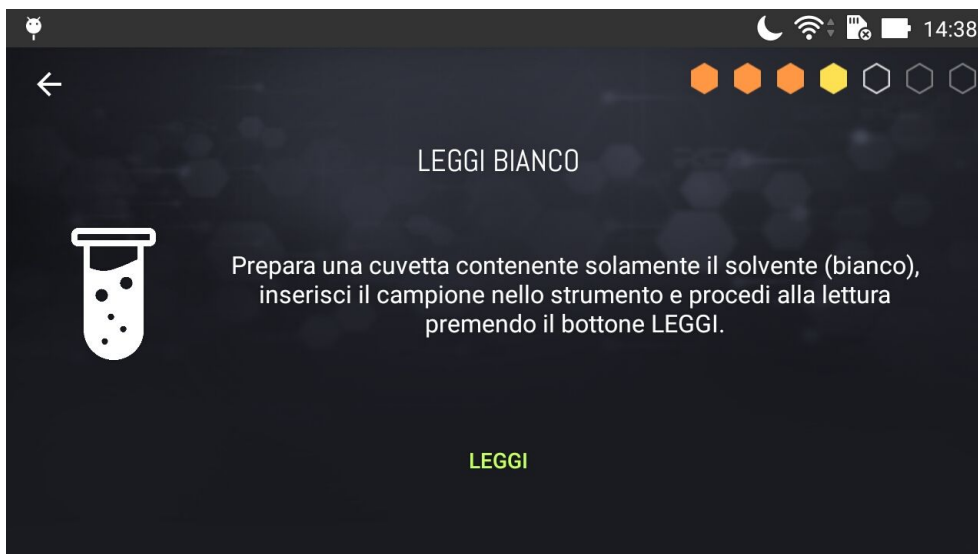 14:38
LEGGI BIANCO
Prepara una cuvetta contenente solamente il solvente (bianco),
inserisci il campione nello strumento e procedi alla lettura
premendo il bottone LEGGI.
LEGGI